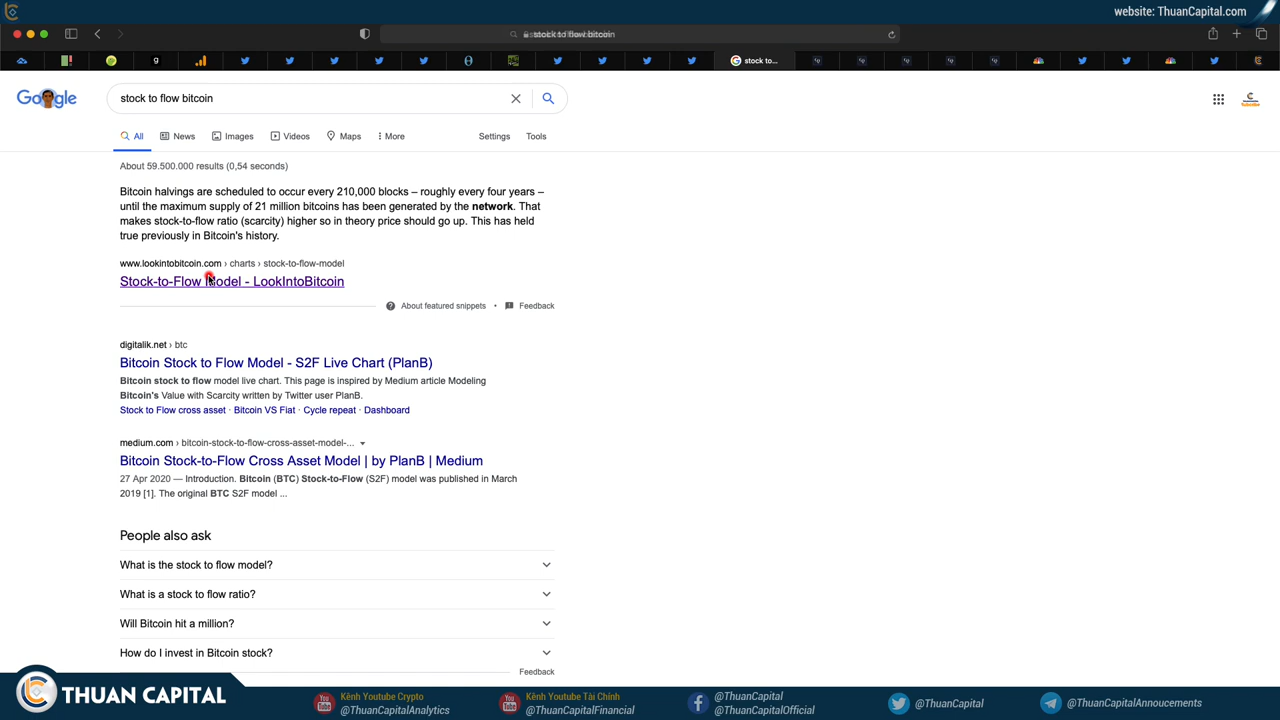 website: ThuanCapital.com
stock to...
Google
stock to flow bitcoin
All News Images Videos Maps More Settings Tools
About 59.500.000 results (0,54 seconds)
Bitcoin halvings are scheduled to occur every 210,000 blocks – roughly every four years –
until the maximum supply of 21 million bitcoins has been generated by the network. That
makes stock-to-flow ratio (scarcity) higher so in theory price should go up. This has held
true previously in Bitcoin's history.
www.lookintobitcoin.com › charts › stock-to-flow-model
Stock-to-Flow Model - LookIntoBitcoin
About featured snippets • Feedback
digitalik.net › btc
Bitcoin Stock to Flow Model - S2F Live Chart (PlanB)
Bitcoin stock to flow model live chart. This page is inspired by Medium article Modeling
Bitcoin's Value with Scarcity written by Twitter user PlanB.
Stock to Flow cross asset · Bitcoin VS Fiat · Cycle repeat · Dashboard
medium.com › bitcoin-stock-to-flow-cross-asset-model-...
Bitcoin Stock-to-Flow Cross Asset Model | by PlanB | Medium
27 Apr 2020 — Introduction. Bitcoin (BTC) Stock-to-Flow (S2F) model was published in March
2019 [1]. The original BTC S2F model ...
People also ask
What is the stock to flow model?
What is a stock to flow ratio?
Will Bitcoin hit a million?
How do I invest in Bitcoin stock?
Feedback
THUAN CAPITAL
Kênh Youtube Crypto
@ThuanCapitalAnalytics
Kênh Youtube Tài Chính
@ThuanCapitalFinancial
@ThuanCapital
@ThuanCapitalOfficial
@ThuanCapital
@ThuanCapitalAnnoucements